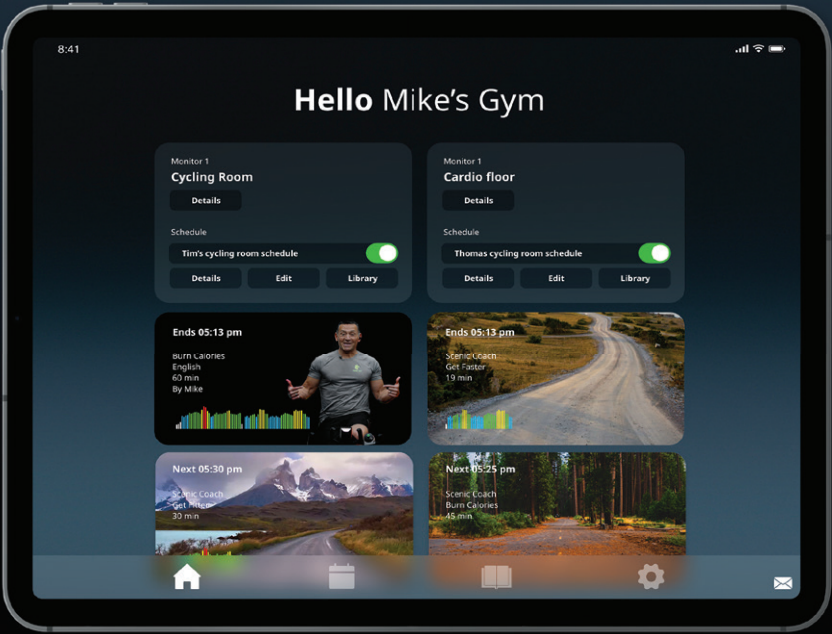 8:41
Hello Mike's Gym
Monitor 1
Cycling Room
Details
Schedule
Tim's cycling room schedule
Details Edit Library
Monitor 1
Cardio floor
Details
Schedule
Thomas cycling room schedule
Details Edit Library
Ends 05:13 pm
Burn Calories
English
60 min
By Mike
Ends 05:13 pm
Scenic Coach
Get Faster
19 min
Next 05:30 pm
Scenic Coach
Get Fitter
30 min
Next 05:25 pm
Scenic Coach
Burn Calories
45 min